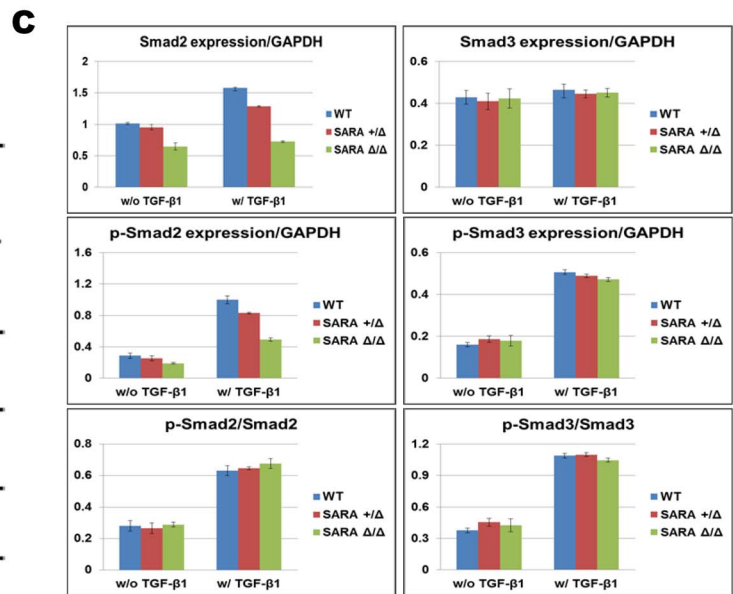 C
Smad2 expression/GAPDH
2
1.5
1
0.5
0
w/o TGF-β1 w/ TGF-β1
WT
SARA +/Δ
SARA Δ/Δ
Smad3 expression/GAPDH
0.6
0.4
0.2
0
w/o TGF-β1 w/ TGF-β1
WT
SARA +/Δ
SARA Δ/Δ
p-Smad2 expression/GAPDH
1.6
1.2
0.8
0.4
0
w/o TGF-β1 w/ TGF-β1
WT
SARA +/Δ
SARA Δ/Δ
p-Smad3 expression/GAPDH
0.6
0.4
0.2
0
w/o TGF-β1 w/ TGF-β1
WT
SARA +/Δ
SARA Δ/Δ
p-Smad2/Smad2
0.8
0.6
0.4
0.2
0
w/o TGF-β1 w/ TGF-β1
WT
SARA +/Δ
SARA Δ/Δ
p-Smad3/Smad3
1.2
0.9
0.6
0.3
0
w/o TGF-β1 w/ TGF-β1
WT
SARA +/Δ
SARA Δ/Δ